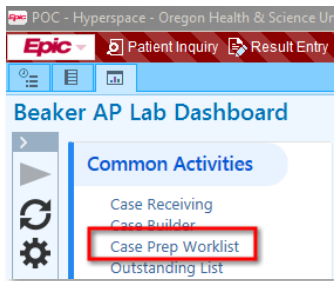 Epic POC - Hyperspace - Oregon Health & Science Un
Epic Patient Inquiry Result Entry
Beaker AP Lab Dashboard
Common Activities
Case Receiving
Case Builder
Case Prep Worklist
Outstanding List